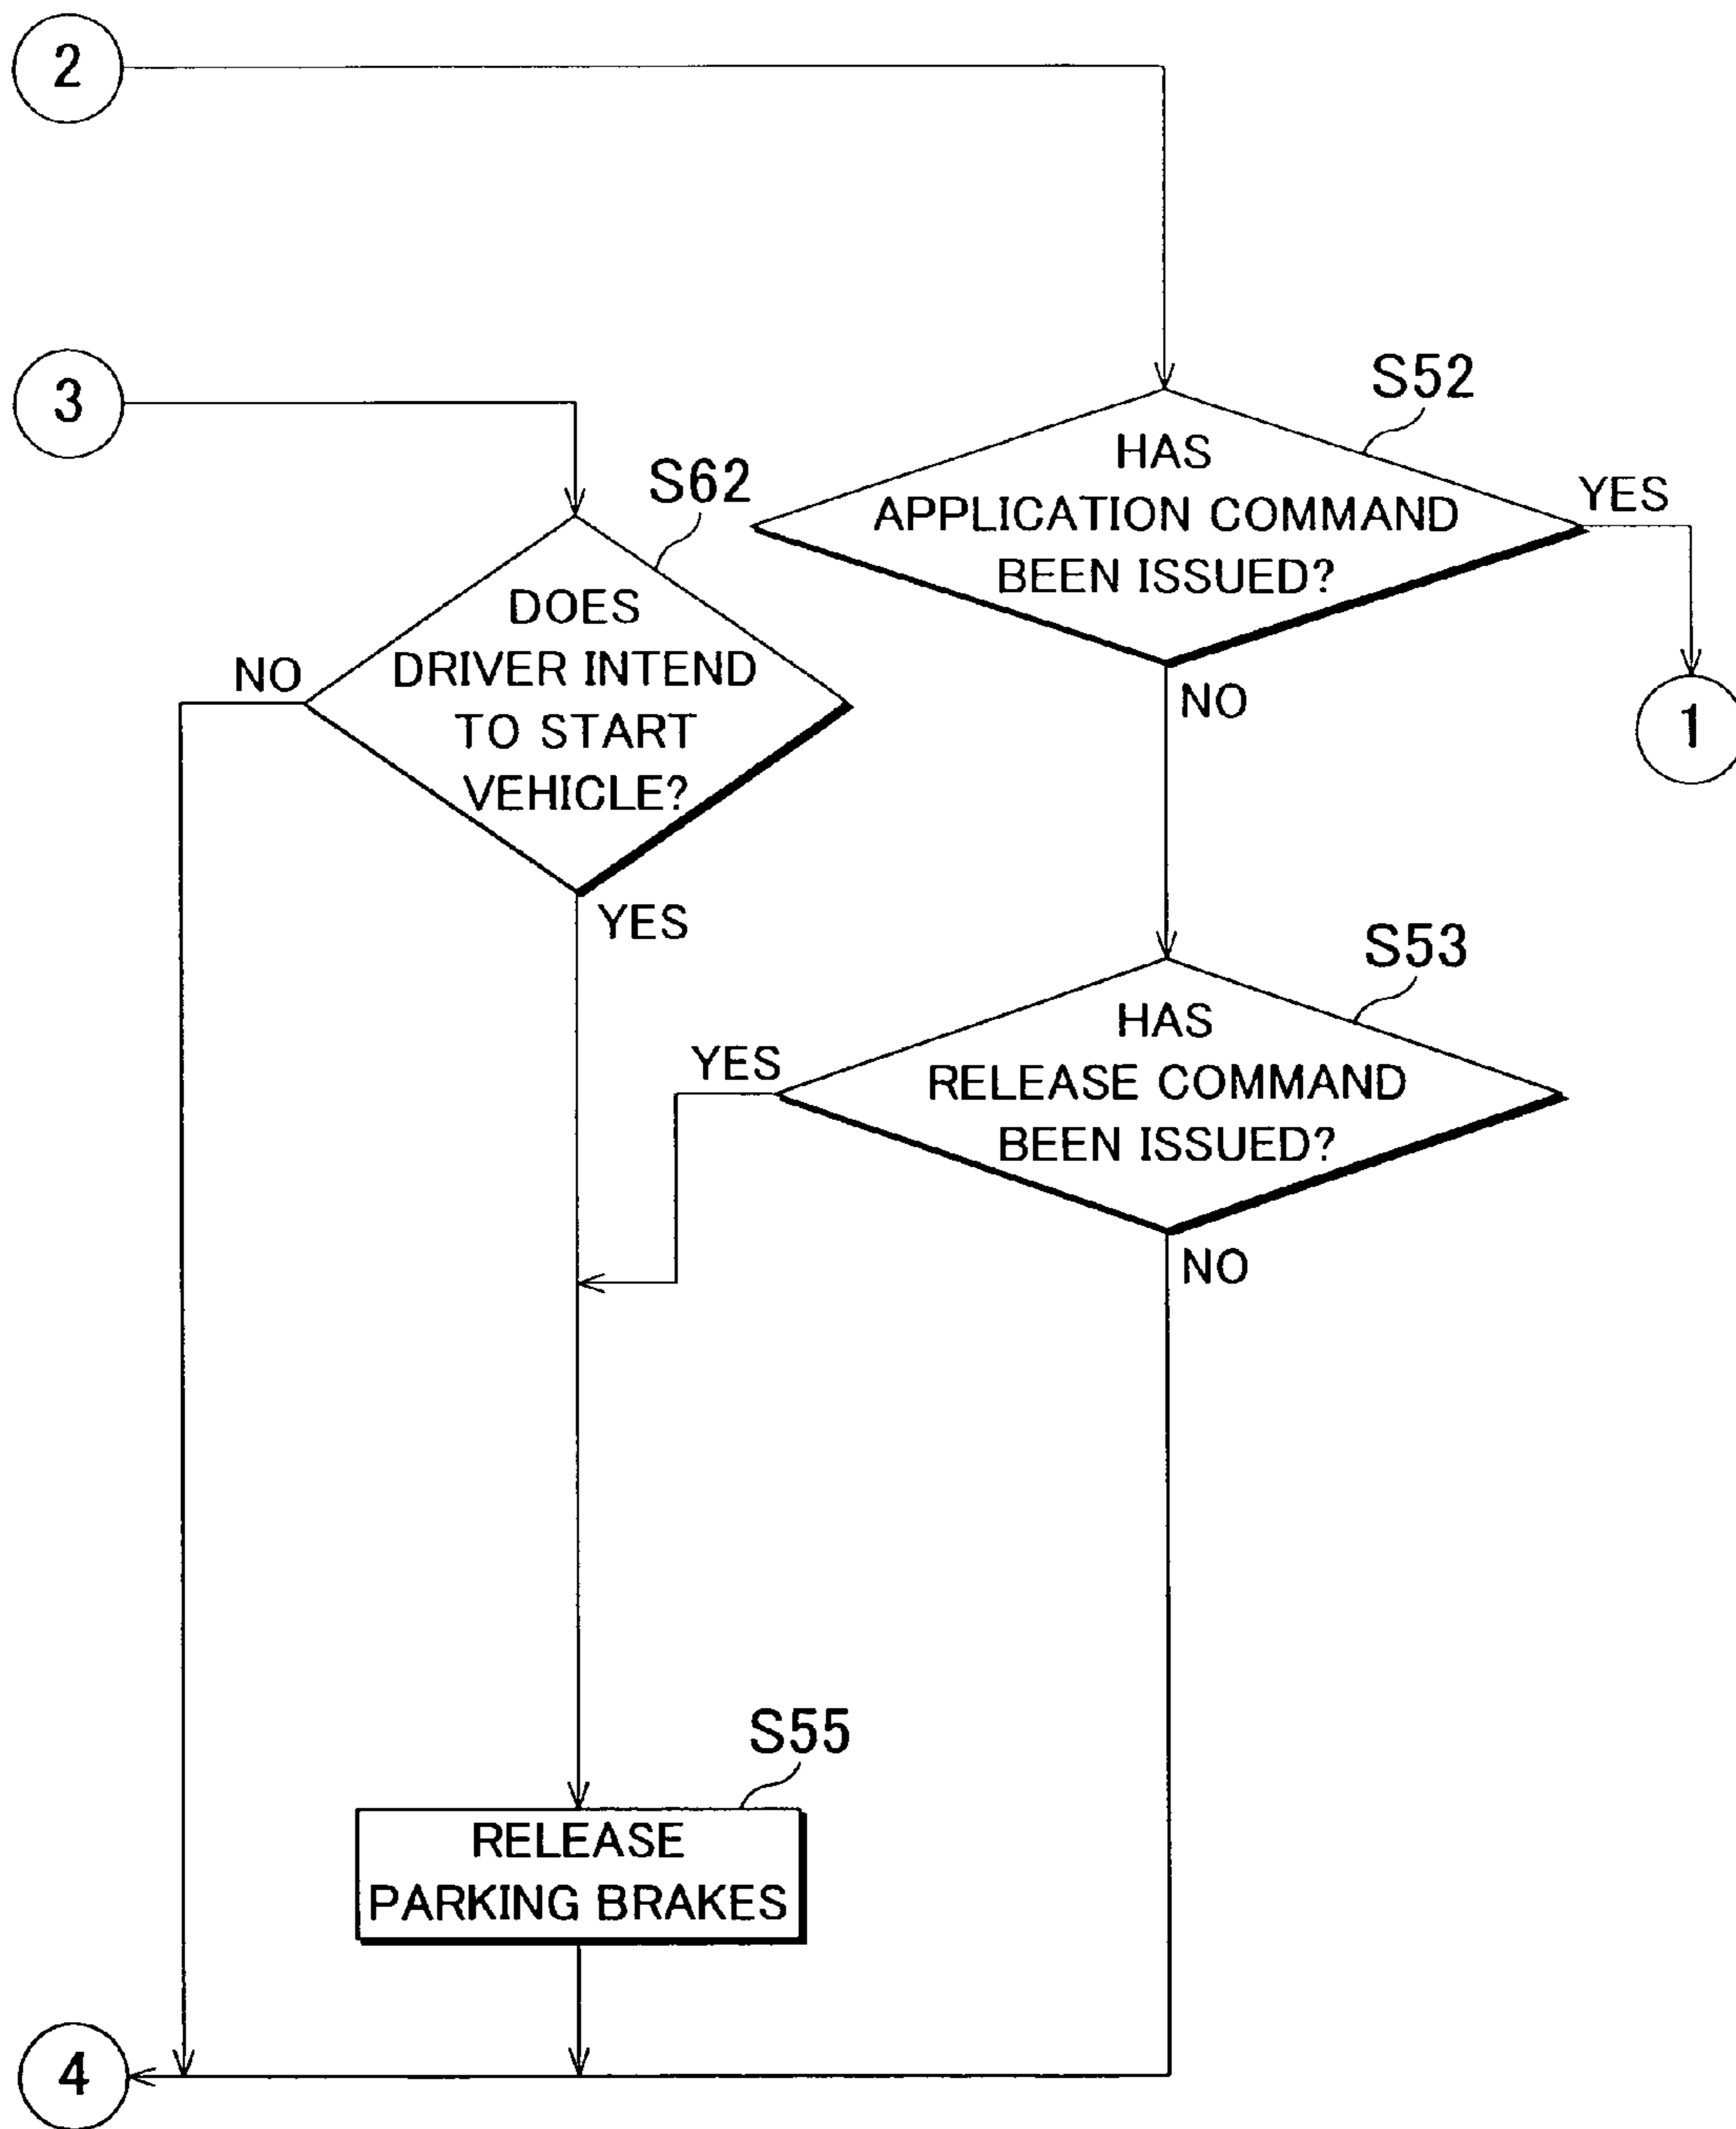 2
3
S52
HAS
APPLICATION COMMAND
BEEN ISSUED?
YES
NO
1
S62
DOES
DRIVER INTEND
TO START
VEHICLE?
NO
YES
S53
HAS
RELEASE COMMAND
BEEN ISSUED?
YES
NO
S55
RELEASE
PARKING BRAKES
4